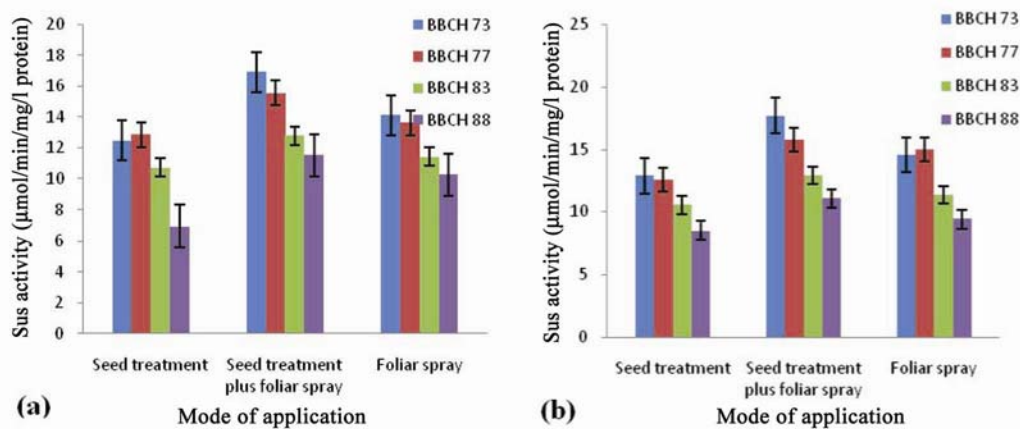 Sus activity (µmol/min/mg/l protein)
20
18
16
14
12
10
8
6
4
2
0
BBCH 73
BBCH 77
BBCH 83
BBCH 88
Seed treatment
Seed treatment
plus foliar spray
Foliar spray
(a)
Mode of application
Sus activity (µmol/min/mg/l protein)
25
20
15
10
5
0
BBCH 73
BBCH 77
BBCH 83
BBCH 88
Seed treatment
Seed treatment
plus foliar spray
Foliar spray
(b)
Mode of application